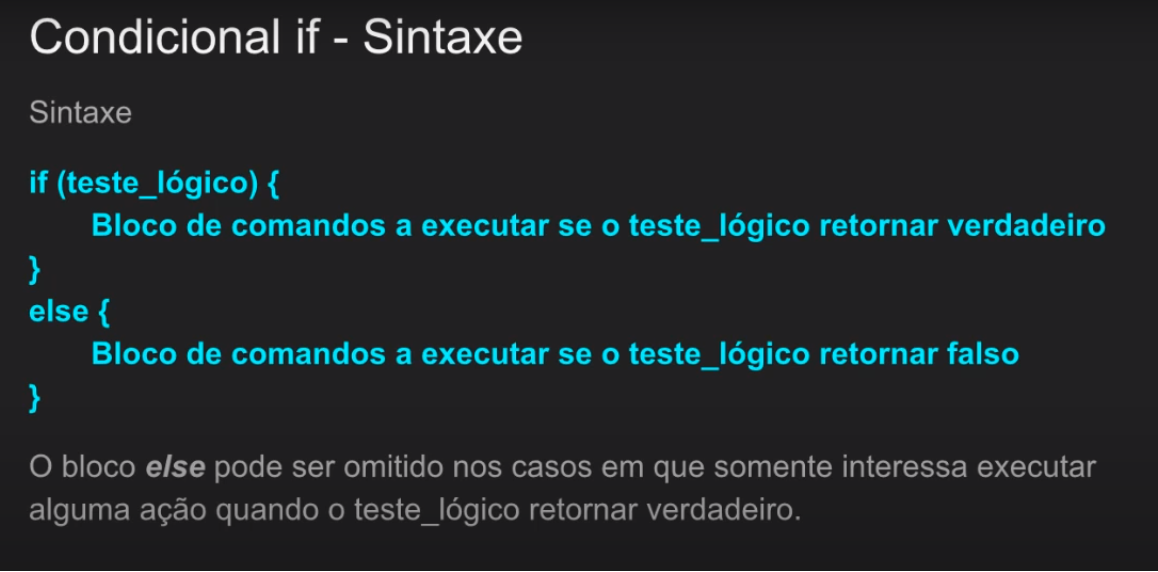 Condicional if - Sintaxe
Sintaxe
if (teste_lógico) {
Bloco de comandos a executar se o teste_lógico retornar verdadeiro
}
else {
Bloco de comandos a executar se o teste_lógico retornar falso
}
O bloco else pode ser omitido nos casos em que somente interessa executar
alguma ação quando o teste_lógico retornar verdadeiro.